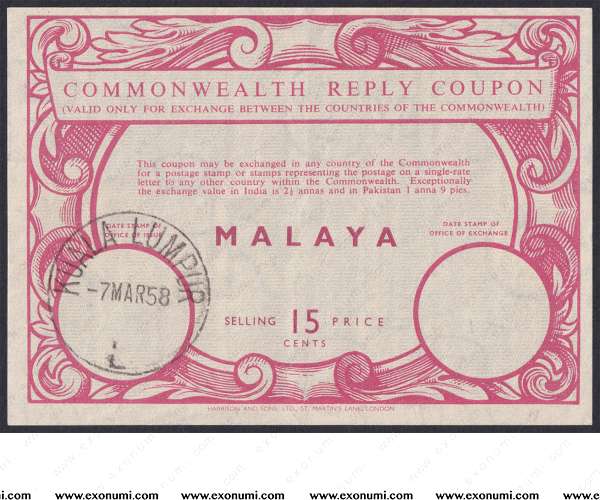 COMMONWEALTH REPLY COUPON
(VALID ONLY FOR EXCHANGE BETWEEN THE COUNTRIES OF THE COMMONWEALTH)
This coupon may be exchanged in any country of the Commonwealth
for a postage stamp or stamps representing the postage on a single-rate
letter to any other country within the Commonwealth. Exceptionally
the exchange value in India is 2½ annas and in Pakistan 1 anna 9 pies.
DATE STAMP OF
OFFICE OF ISSUE
MALAYA
DATE STAMP OF
OFFICE OF EXCHANGE
KUALA LUMPUR
-7MAR58
L
SELLING 15 PRICE
CENTS
HARRISON AND SONS, LTD., ST. MARTIN'S LANE, LONDON
www.exonumi.com www.exonumi.com www.exonumi.com www.exonumi.com